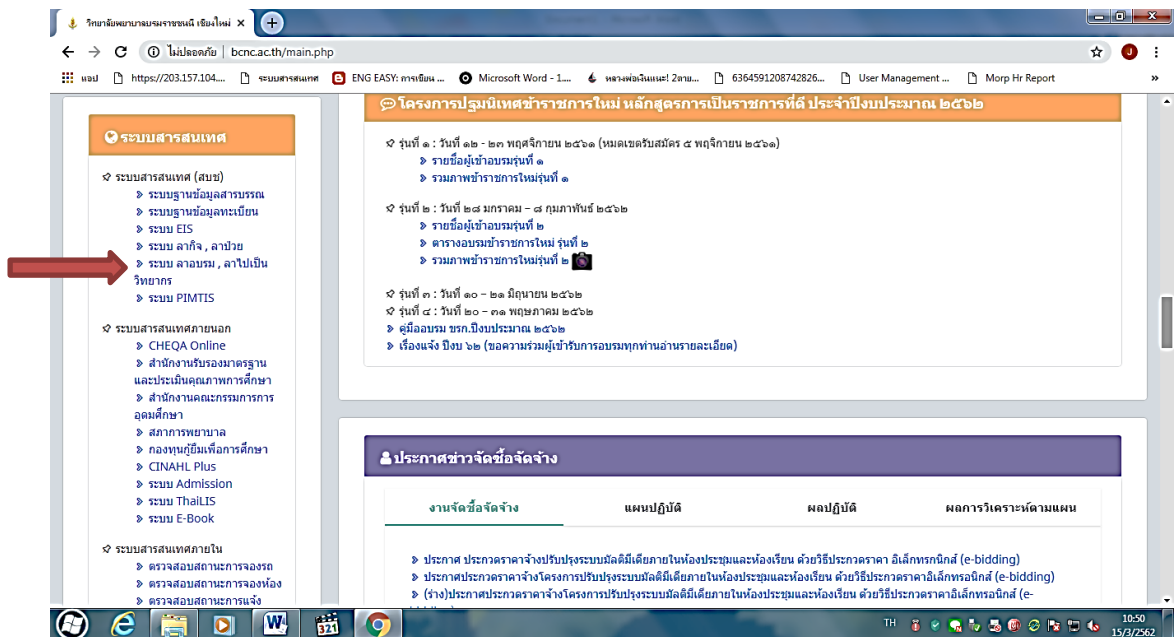 วิทยาลัยพยาบาลบรมราชชนนี เชียงใหม่
ไม่ปลอดภัย | bcnc.ac.th/main.php
แอป https://203.157.104.... ระบบสารสนเทศ ENG EASY: การเขียน ... Microsoft Word - 1.... หลวงพ่อเงินแนะ! 2ลาย... 6364591208742826... User Management ... Morp Hr Report »
ระบบสารสนเทศ
ระบบสารสนเทศ (สบช)
ระบบฐานข้อมูลสารบรรณ
ระบบฐานข้อมูลทะเบียน
ระบบ EIS
ระบบ ลากิจ , ลาป่วย
ระบบ ลาอบรม , ลาไปเป็น
วิทยากร
ระบบ PIMTIS
ระบบสารสนเทศภายนอก
CHEQA Online
สำนักงานรับรองมาตรฐาน
และประเมินคุณภาพการศึกษา
สำนักงานคณะกรรมการการ
อุดมศึกษา
สภาการพยาบาล
กองทุนกู้ยืมเพื่อการศึกษา
CINAHL Plus
ระบบ Admission
ระบบ ThaiLIS
ระบบ E-Book
ระบบสารสนเทศภายใน
ตรวจสอบสถานะการจองรถ
ตรวจสอบสถานะการจองห้อง
ตรวจสอบสถานะการแจ้ง
โครงการปฐมนิเทศข้าราชการใหม่ หลักสูตรการเป็นราชการที่ดี ประจำปีงบประมาณ ๒๕๖๒
รุ่นที่ ๑ : วันที่ ๑๒ - ๒๓ พฤศจิกายน ๒๕๖๑ (หมดเขตรับสมัคร ๕ พฤจิกายน ๒๕๖๑)
รายชื่อผู้เข้าอบรมรุ่นที่ ๑
รวมภาพข้าราชการใหม่รุ่นที่ ๑
รุ่นที่ ๒ : วันที่ ๒๘ มกราคม – ๘ กุมภาพันธ์ ๒๕๖๒
รายชื่อผู้เข้าอบรมรุ่นที่ ๒
ตารางอบรมข้าราชการใหม่ รุ่นที่ ๒
รวมภาพข้าราชการใหม่รุ่นที่ ๒
รุ่นที่ ๓ : วันที่ ๑๐ – ๒๑ มิถุนายน ๒๕๖๒
รุ่นที่ ๔ : วันที่ ๒๐ – ๓๑ พฤษภาคม ๒๕๖๒
คู่มืออบรม ขรก.ปีงบประมาณ ๒๕๖๒
เรื่องแจ้ง ปีงบ ๖๒ (ขอความร่วมผู้เข้ารับการอบรมทุกท่านอ่านรายละเอียด)
ประกาศข่าวจัดซื้อจัดจ้าง
งานจัดซื้อจัดจ้าง แผนปฏิบัติ ผลปฏิบัติ ผลการวิเคราะห์ตามแผน
ประกาศ ประกวดราคาจ้างปรับปรุงระบบมัลติมีเดียภายในห้องประชุมและห้องเรียน ด้วยวิธีประกวดราคา อิเล็กทรกนิกส์ (e-bidding)
ประกาศประกวดราคาจ้างโครงการปรับปรุงระบบมัลติมีเดียภายในห้องประชุมและห้องเรียน ด้วยวิธีประกวดราคาอิเล็กทรอนิกส์ (e-bidding)
(ร่าง)ประกาศประกวดราคาจ้างโครงการปรับปรุงระบบมัลติมีเดียภายในห้องประชุมและห้องเรียน ด้วยวิธีประกวดราคาอิเล็กทรอนิกส์ (e-
321
TH
10:50
15/3/2562